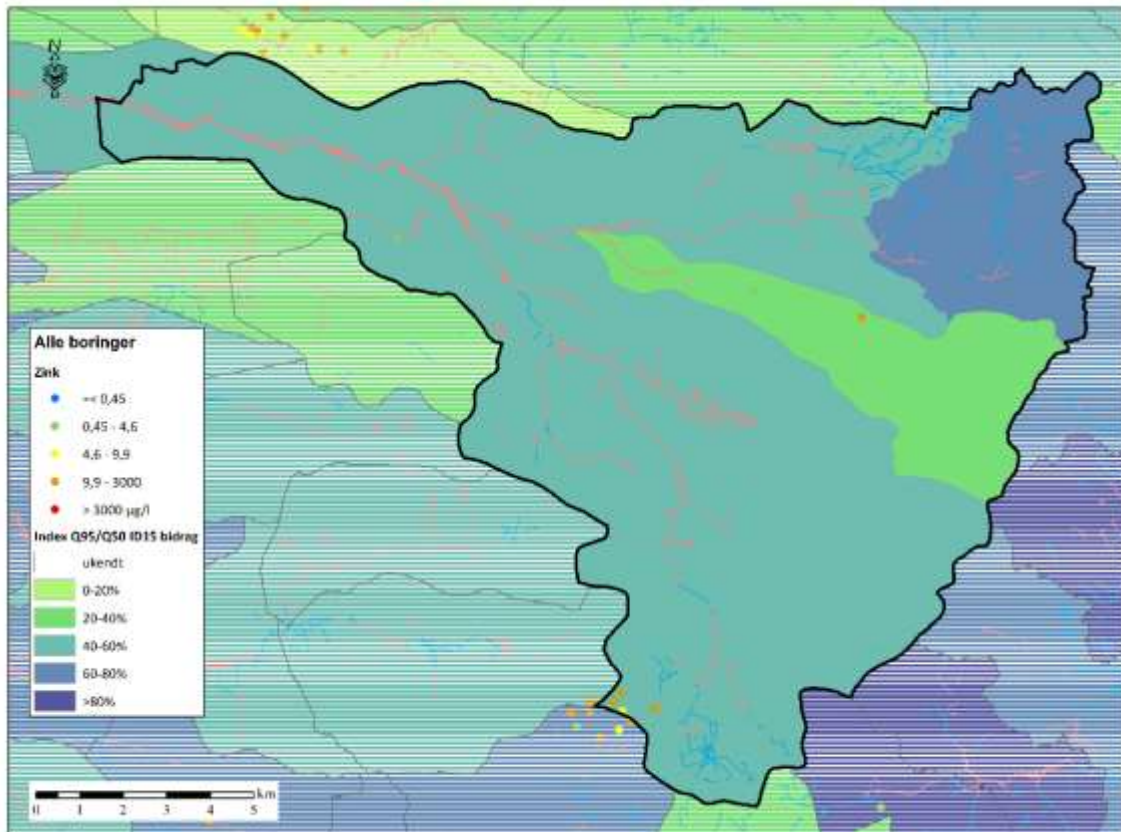 N
Alle boringer
Zink
=< 0,45
0,45 - 4,6
4,6 - 9,9
9,9 - 3000
> 3000 µg/l
Index Q95/Q50 ID15 bidrag
ukendt
0-20%
20-40%
40-60%
60-80%
>80%
0 1 2 3 4 5 km